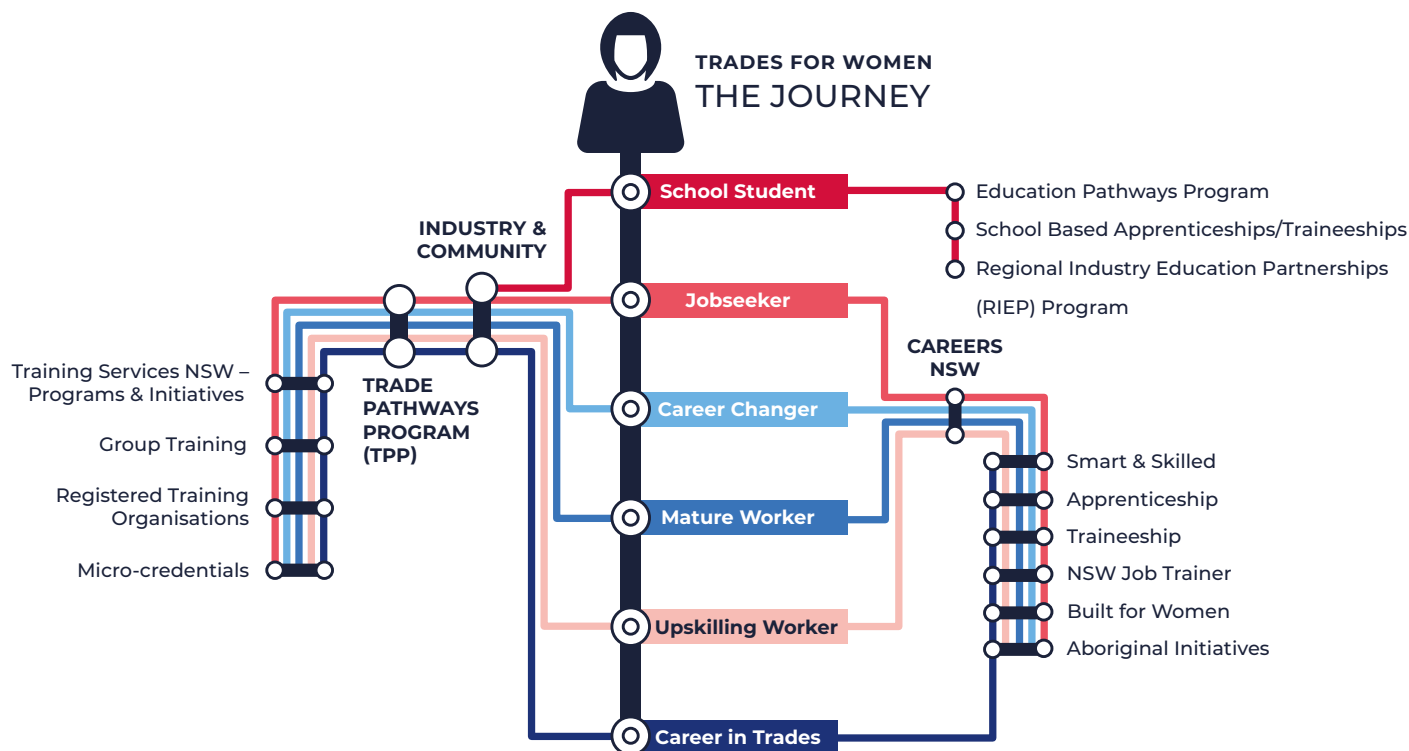 TRADES FOR WOMEN
THE JOURNEY
School Student
Education Pathways Program
School Based Apprenticeships/Traineeships
Regional Industry Education Partnerships
(RIEP) Program
INDUSTRY &
COMMUNITY
Jobseeker
CAREERS
NSW
Training Services NSW –
Programs & Initiatives
Group Training
Registered Training
Organisations
Micro-credentials
TRADE
PATHWAYS
PROGRAM
(TPP)
Career Changer
Mature Worker
Upskilling Worker
Career in Trades
Smart & Skilled
Apprenticeship
Traineeship
NSW Job Trainer
Built for Women
Aboriginal Initiatives